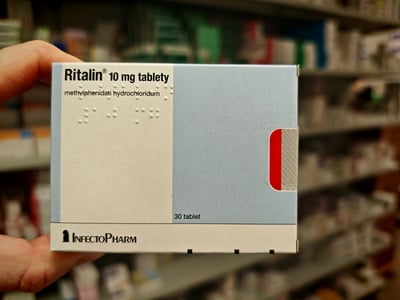 Ritalin® 10 mg tablety
methylphenidati hydrochloridum
30 tablet
INFECTOPHARM